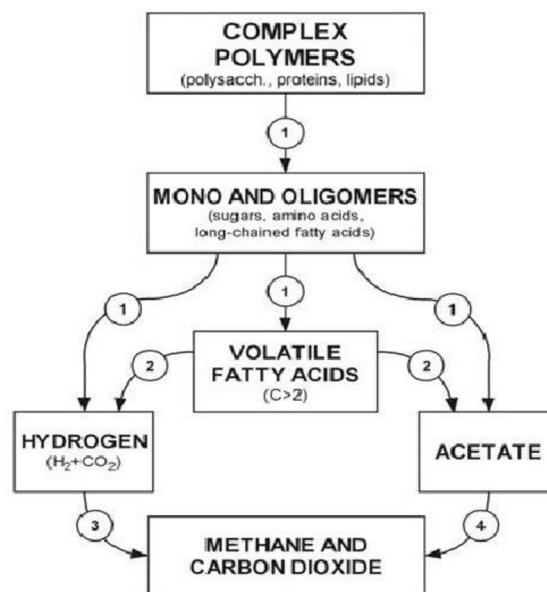 COMPLEX
POLYMERS
(polysacch., proteins, lipids)
1
MONO AND OLIGOMERS
(sugars, amino acids,
long-chained fatty acids)
1
1
1
VOLATILE
FATTY ACIDS
(C>2)
2
2
HYDROGEN
(H₂+CO₂)
ACETATE
3
4
METHANE AND
CARBON DIOXIDE